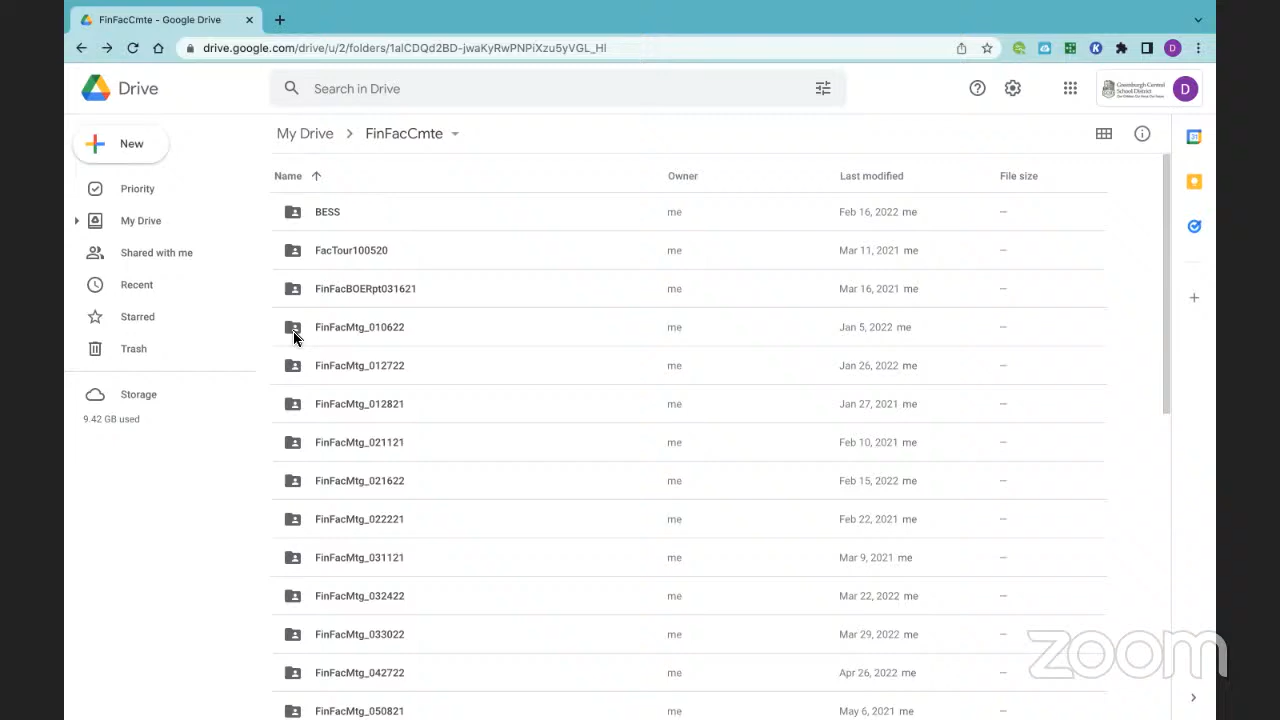 FinFacCmte - Google Drive
drive.google.com/drive/u/2/folders/1alCDQd2BD-jwaKyRwPNPiXzu5yVGL_HI
Drive
Search in Drive
Greenburgh Central
School District
D
New
My Drive
FinFacCmte
Priority
My Drive
Shared with me
Recent
Starred
Trash
Storage
9.42 GB used
Name Owner Last modified File size
BESS me Feb 16, 2022 me –
FacTour100520 me Mar 11, 2021 me –
FinFacBOERpt031621 me Mar 16, 2021 me –
FinFacMtg_010622 me Jan 5, 2022 me –
FinFacMtg_012722 me Jan 26, 2022 me –
FinFacMtg_012821 me Jan 27, 2021 me –
FinFacMtg_021121 me Feb 10, 2021 me –
FinFacMtg_021622 me Feb 15, 2022 me –
FinFacMtg_022221 me Feb 22, 2021 me –
FinFacMtg_031121 me Mar 9, 2021 me –
FinFacMtg_032422 me Mar 22, 2022 me –
FinFacMtg_033022 me Mar 29, 2022 me –
FinFacMtg_042722 me Apr 26, 2022 me –
FinFacMtg_050821 me May 6, 2021 me –
zoom